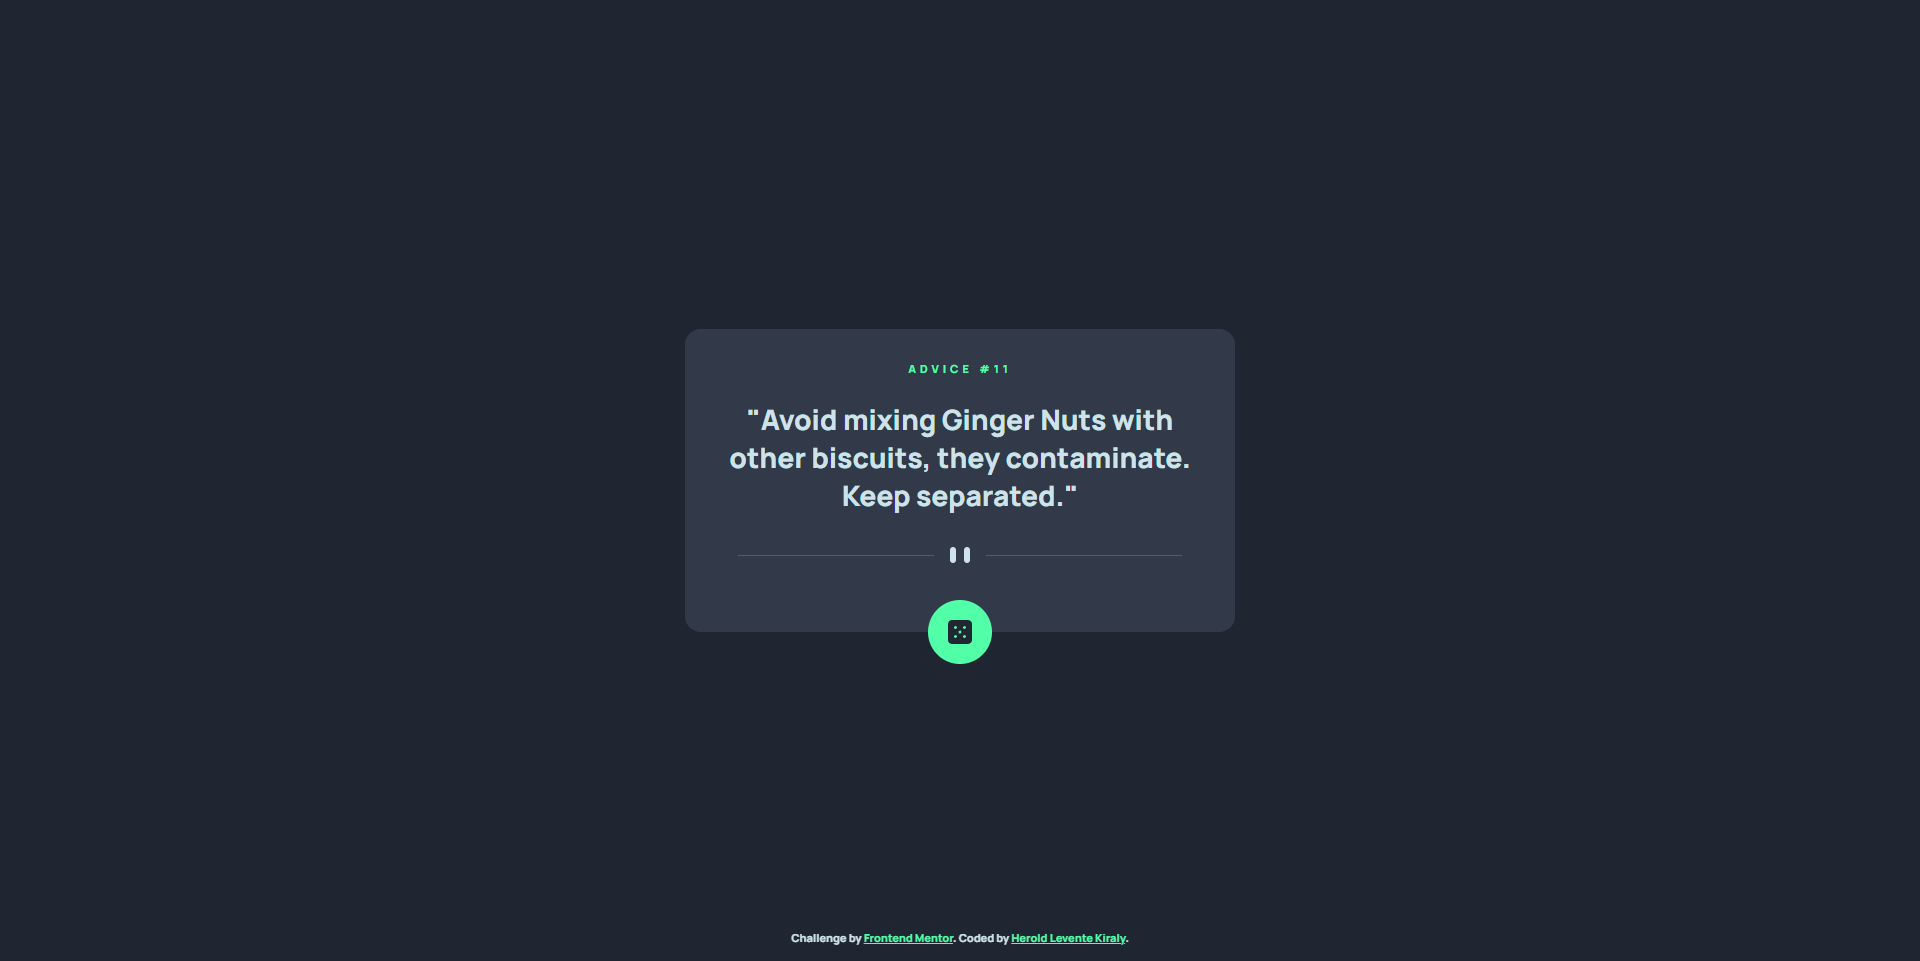 ADVICE #11
"Avoid mixing Ginger Nuts with
other biscuits, they contaminate.
Keep separated."
Challenge by Frontend Mentor. Coded by Herold Levente Kiraly.